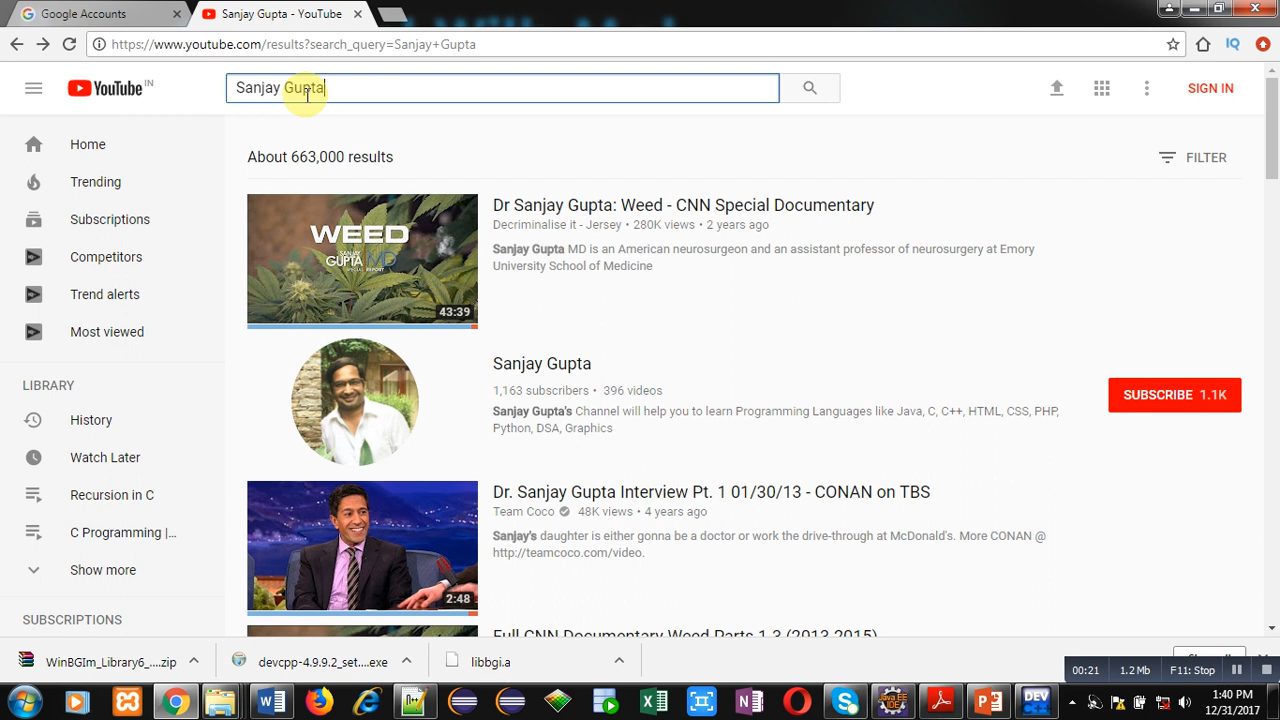 Google Accounts
Sanjay Gupta - YouTube
https://www.youtube.com/results?search_query=Sanjay+Gupta
IQ
YouTube IN
Sanjay Gupta
SIGN IN
Home
Trending
Subscriptions
Competitors
Trend alerts
Most viewed
LIBRARY
History
Watch Later
Recursion in C
C Programming |...
Show more
SUBSCRIPTIONS
About 663,000 results
FILTER
WEED
SANJAY
GUPTA MD
SPECIAL REPORT
43:39
Dr Sanjay Gupta: Weed - CNN Special Documentary
Decriminalise it - Jersey • 280K views • 2 years ago
Sanjay Gupta MD is an American neurosurgeon and an assistant professor of neurosurgery at Emory
University School of Medicine
Sanjay Gupta
1,163 subscribers • 396 videos
Sanjay Gupta's Channel will help you to learn Programming Languages like Java, C, C++, HTML, CSS, PHP,
Python, DSA, Graphics
SUBSCRIBE 1.1K
2:48
Dr. Sanjay Gupta Interview Pt. 1 01/30/13 - CONAN on TBS
Team Coco • 48K views • 4 years ago
Sanjay's daughter is either gonna be a doctor or work the drive-through at McDonald's. More CONAN @
http://teamcoco.com/video.
Full CNN Documentary Weed Parts 1-3 (2013-2015)
WinBGIm_Library6_....zip
devcpp-4.9.9.2_set....exe
libbgi.a
00:21
1.2 Mb
F11: Stop
Java EE
IDE
DEV
C++
1:40 PM
12/31/2017